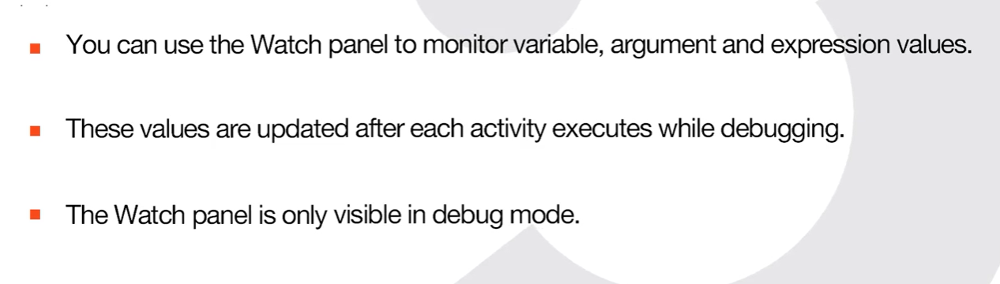 You can use the Watch panel to monitor variable, argument and expression values.
These values are updated after each activity executes while debugging.
The Watch panel is only visible in debug mode.